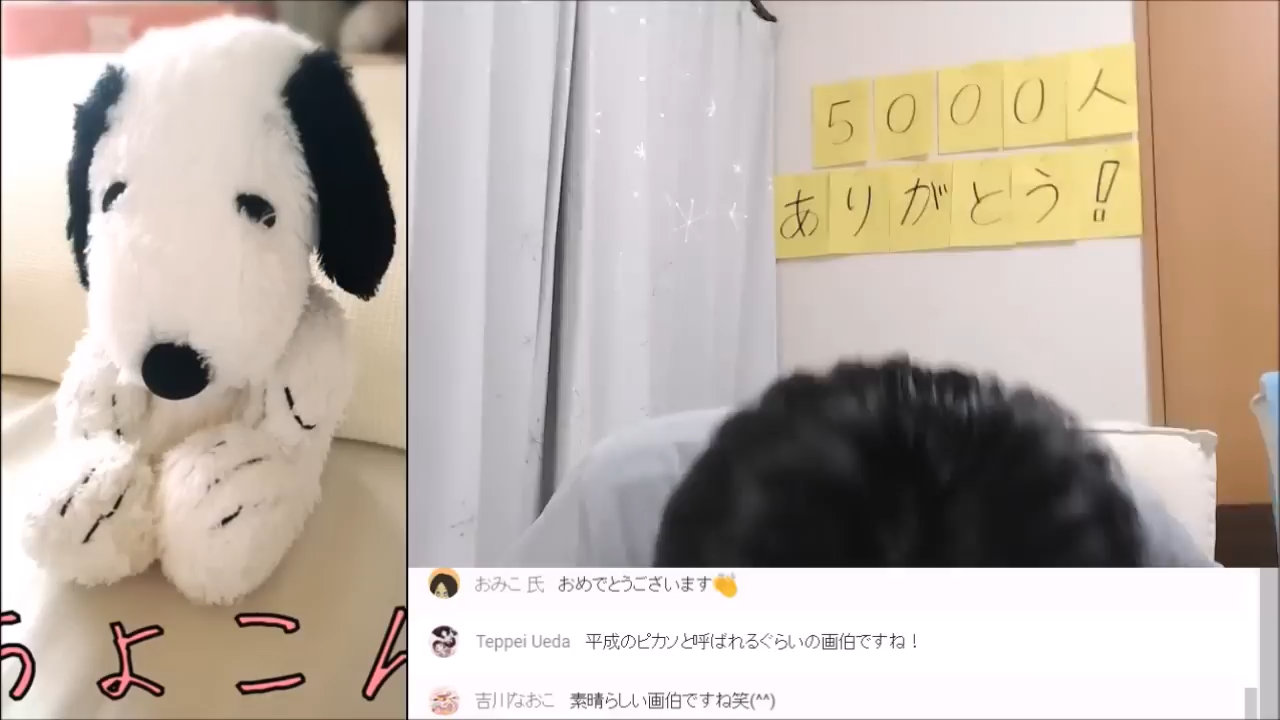 5000人
ありがとう!
ょこ
おみこ 氏 おめでとうございます👏
Teppei Ueda 平成のピカソと呼ばれるぐらいの画伯ですね！
吉川なおこ 素晴らしい画伯ですね笑(^^)